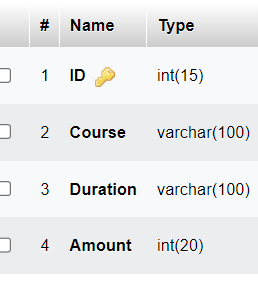 # Name Type
1 ID int(15)
2 Course varchar(100)
3 Duration varchar(100)
4 Amount int(20)